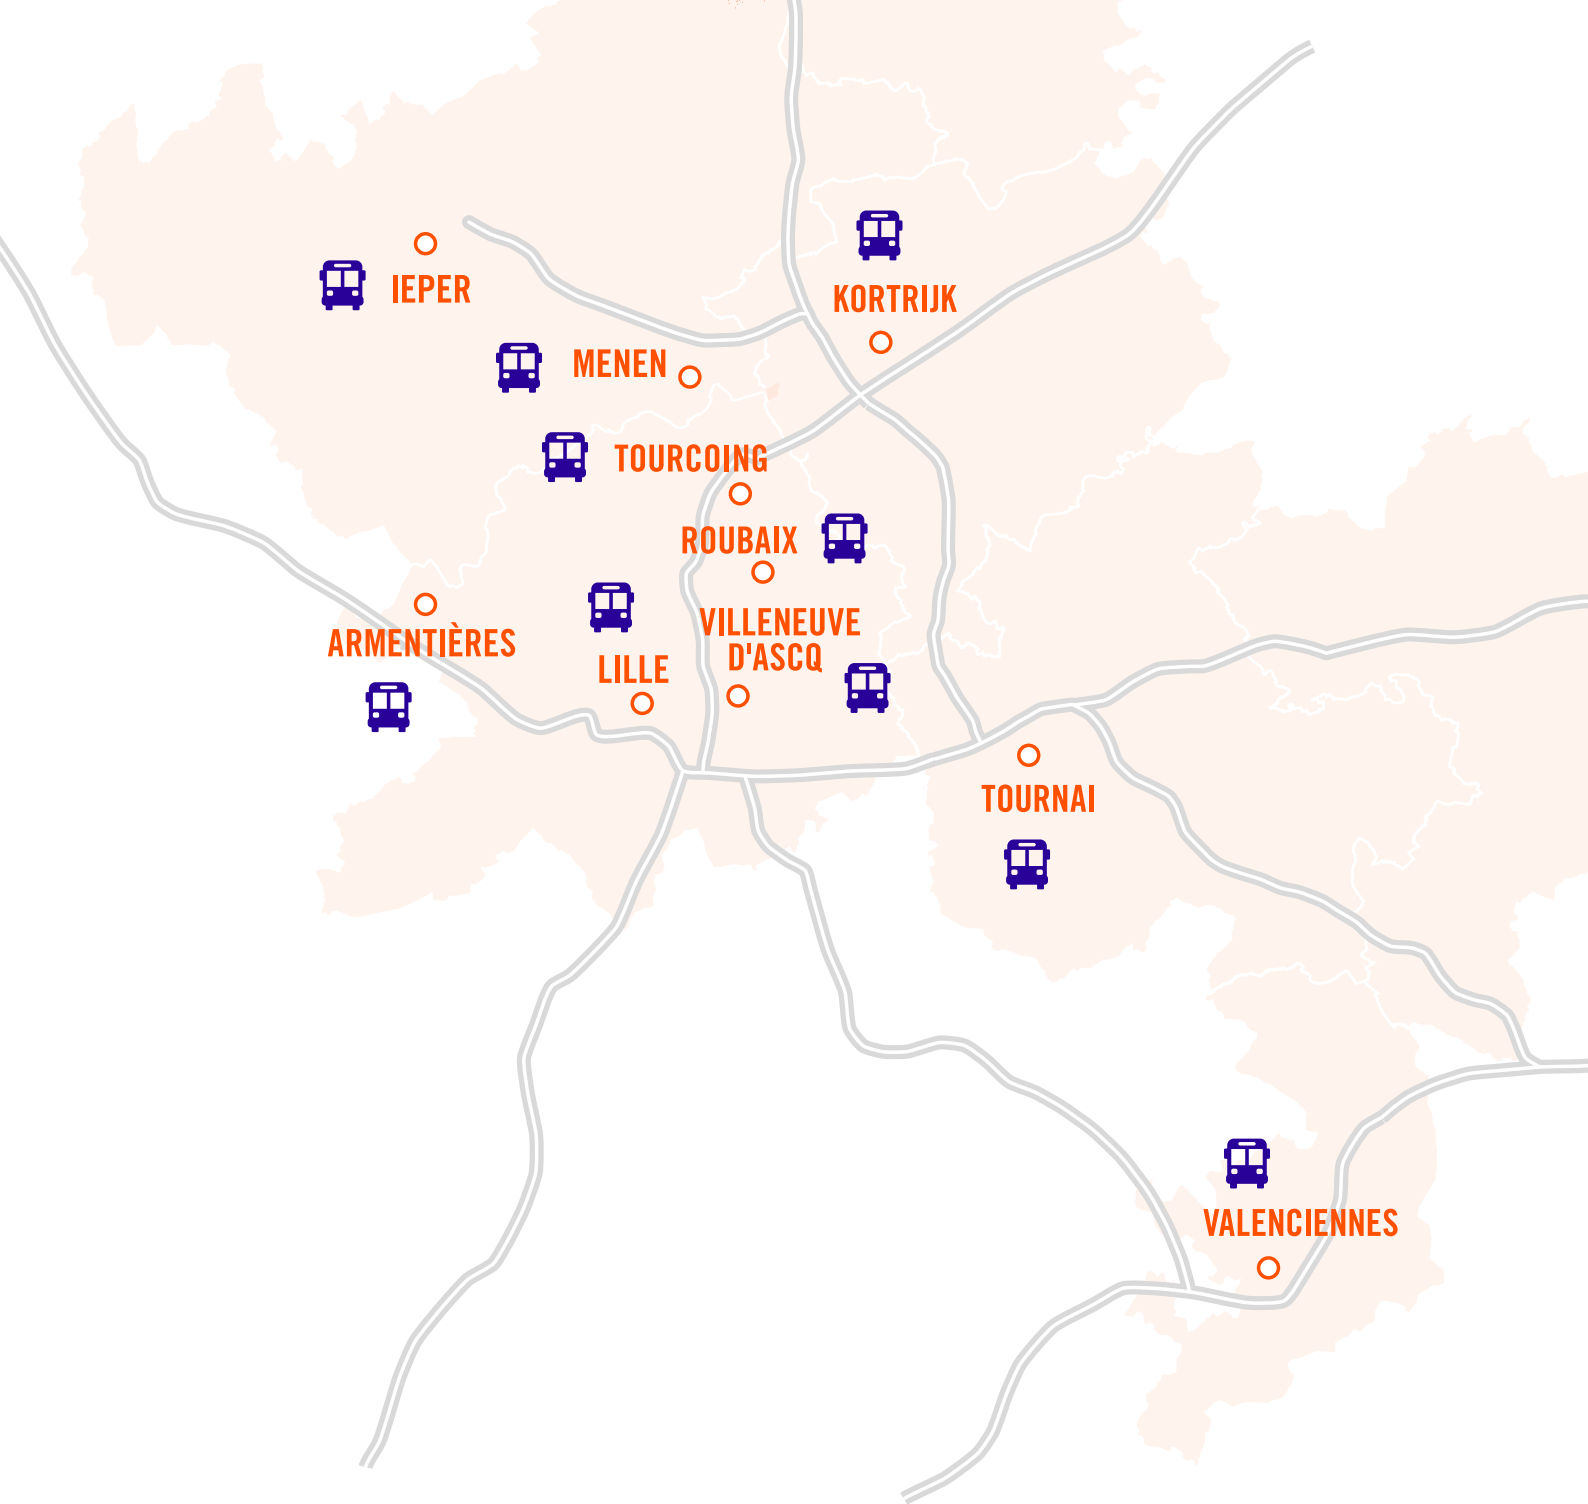 IEPER
KORTRIJK
MENEN
TOURCOING
ROUBAIX
VILLENEUVE
D'ASCQ
ARMENTIÈRES
LILLE
TOURNAI
VALENCIENNES